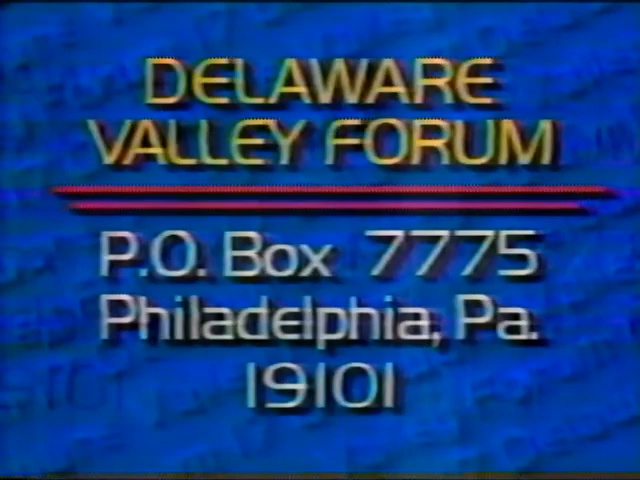 DELAWARE
VALLEY FORUM
P.O. Box 7775
Philadelphia, Pa.
19101